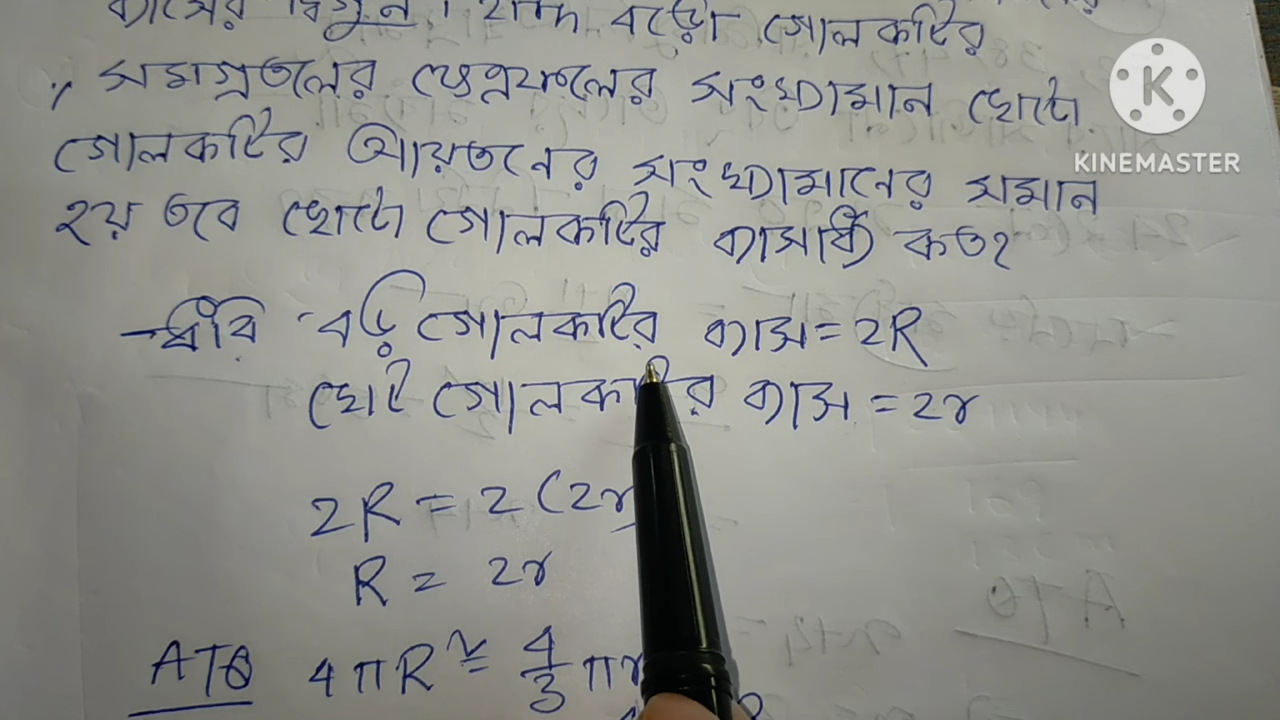 ব্যাসের দ্বিগুন। যদি বড়ো গোলকটির
সমগ্রতলের ক্ষেত্রফলের সংখ্যামান ছোটো
গোলকটির আয়তনের সংখ্যামানের সমান
হয় তবে ছোটো গোলকটির ব্যাসার্ধ কত?
ধরি বড় গোলকটির ব্যাস = 2R
ছোট গোলকটির ব্যাস = 2r
2R = 2 (2r
R = 2r
ATQ 4πR² = 4/3 πr
KINEMASTER